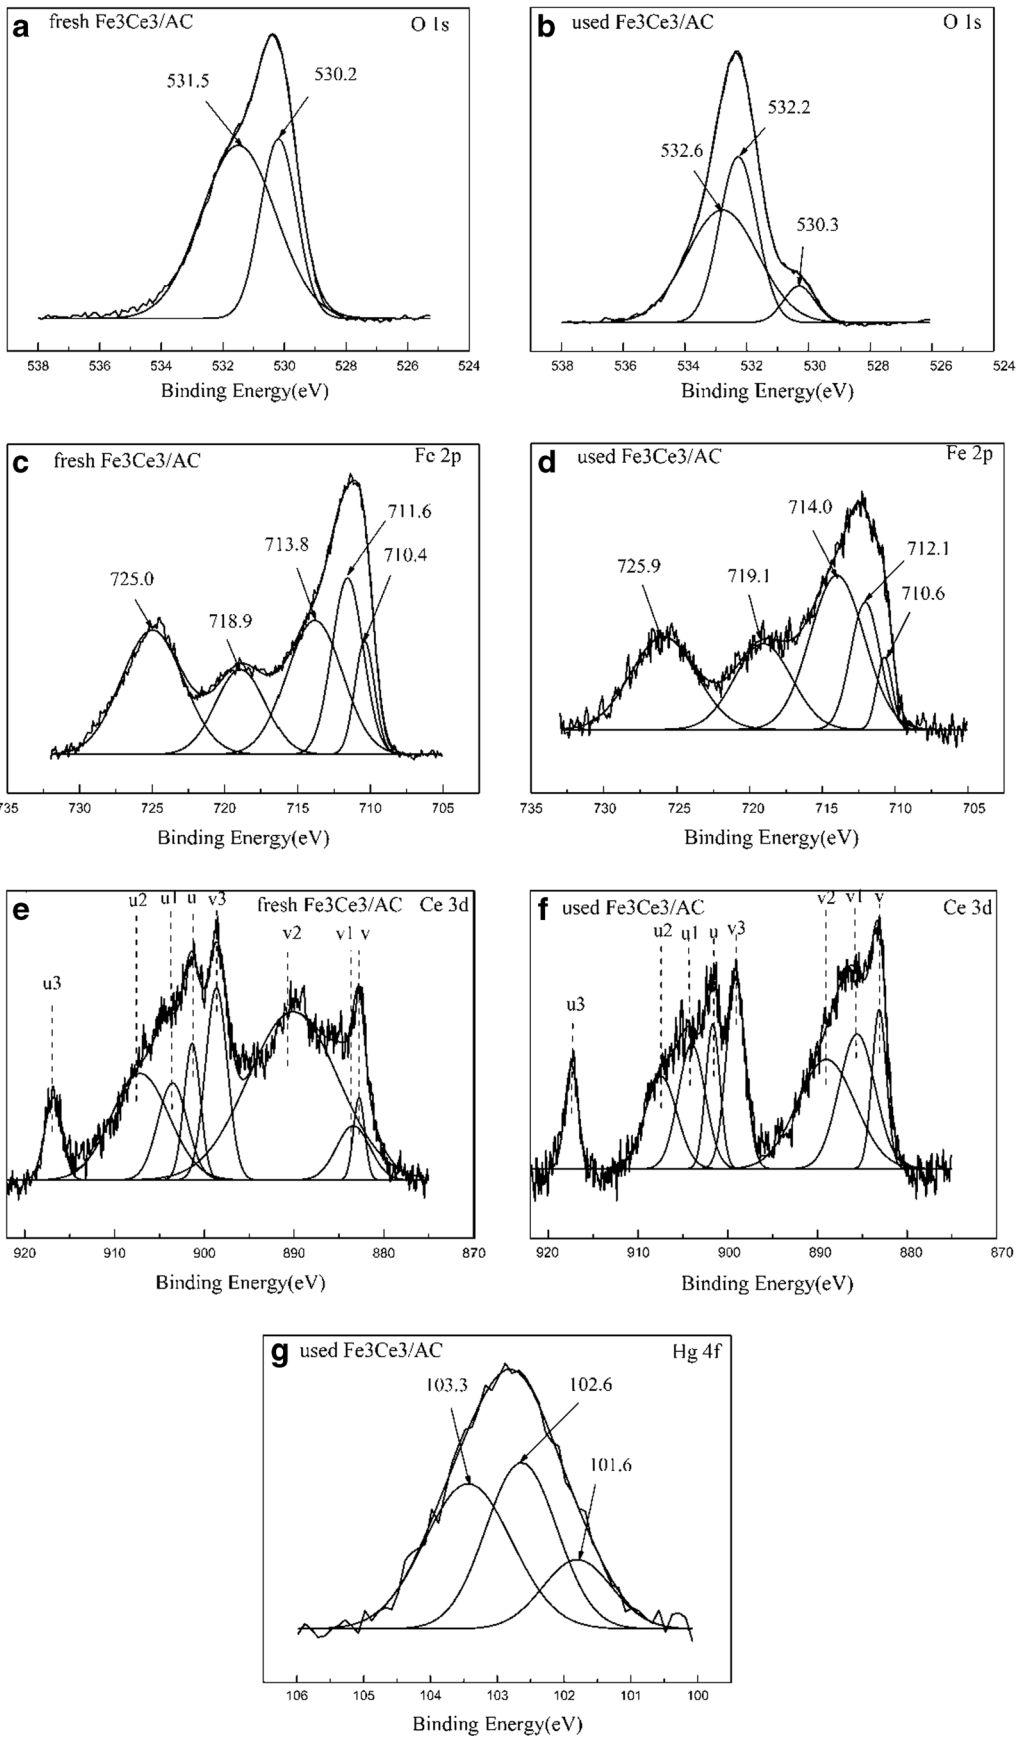 a fresh Fe3Ce3/AC O 1s
531.5 530.2
538 536 534 532 530 528 526 524
Binding Energy(eV)
b used Fe3Ce3/AC O 1s
532.2
532.6
530.3
538 536 534 532 530 528 526 524
Binding Energy(eV)
c fresh Fe3Ce3/AC Fe 2p
711.6
713.8 710.4
725.0
718.9
735 730 725 720 715 710 705
Binding Energy(eV)
d used Fe3Ce3/AC Fe 2p
714.0
712.1
725.9 719.1
710.6
735 730 725 720 715 710 705
Binding Energy(eV)
e u2 u1 u v3 fresh Fe3Ce3/AC Ce 3d
v2 v1 v
u3
920 910 900 890 880 870
Binding Energy(eV)
f used Fe3Ce3/AC v2 v1 v Ce 3d
u2 u1 u v3
u3
920 910 900 890 880 870
Binding Energy(eV)
g used Fe3Ce3/AC Hg 4f
103.3 102.6
101.6
106 105 104 103 102 101 100
Binding Energy(eV)